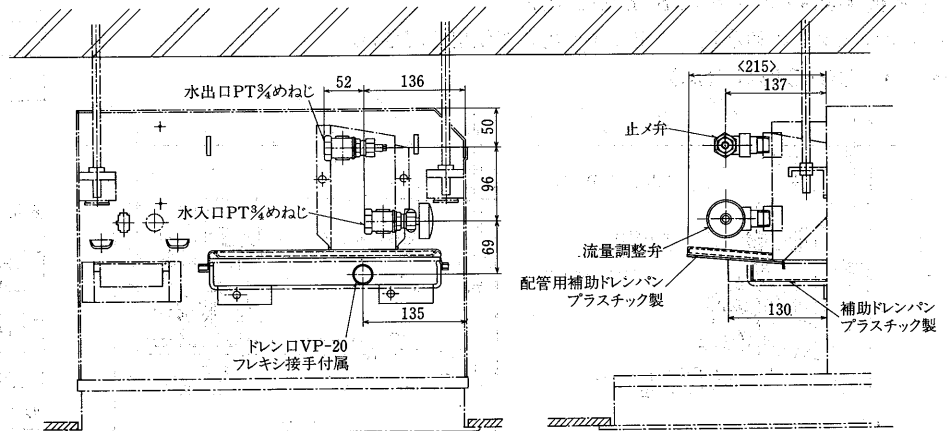 水出口PT¾めねじ
52
136
50
96
69
水入口PT¾めねじ
135
ドレン口VP-20
フレキシ接手付属
〈215〉
137
止メ弁
流量調整弁
配管用補助ドレンパン
プラスチック製
130
補助ドレンパン
プラスチック製